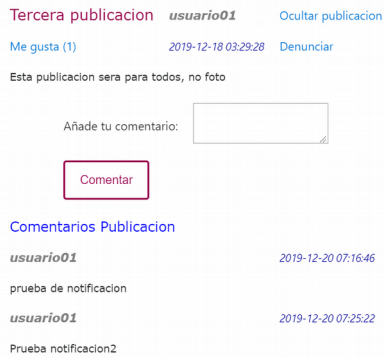 Tercera publicacion usuario01 Ocultar publicacion
Me gusta (1) 2019-12-18 03:29:28 Denunciar
Esta publicacion sera para todos, no foto
Añade tu comentario:
Comentar
Comentarios Publicacion
usuario01 2019-12-20 07:16:46
prueba de notificacion
usuario01 2019-12-20 07:25:22
Prueba notificacion2